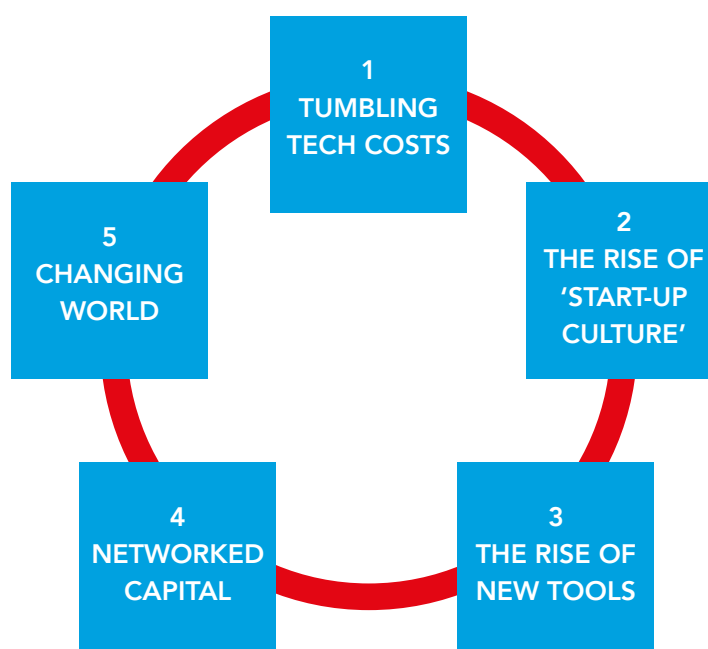 1
TUMBLING
TECH COSTS
2
THE RISE OF
‘START-UP
CULTURE’
3
THE RISE OF
NEW TOOLS
4
NETWORKED
CAPITAL
5
CHANGING
WORLD